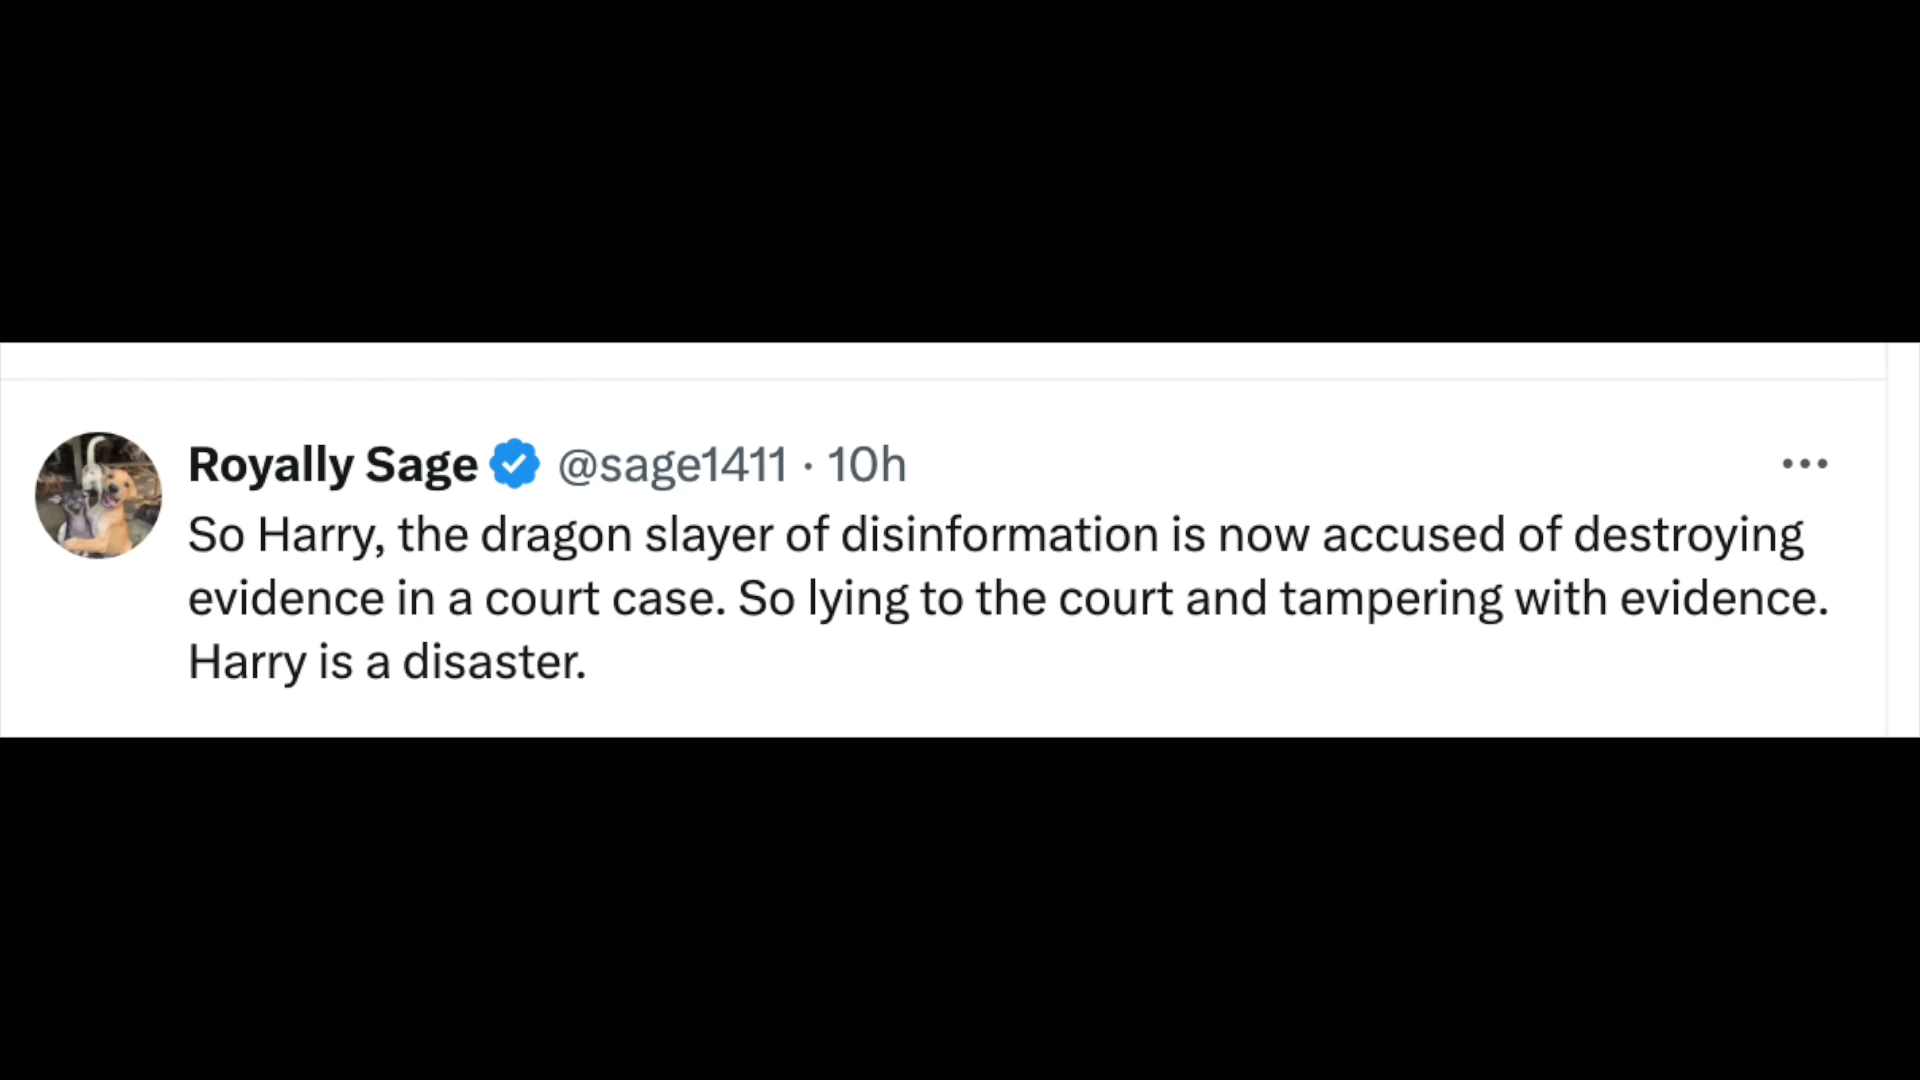 Royally Sage @sage1411 · 10h
So Harry, the dragon slayer of disinformation is now accused of destroying
evidence in a court case. So lying to the court and tampering with evidence.
Harry is a disaster.